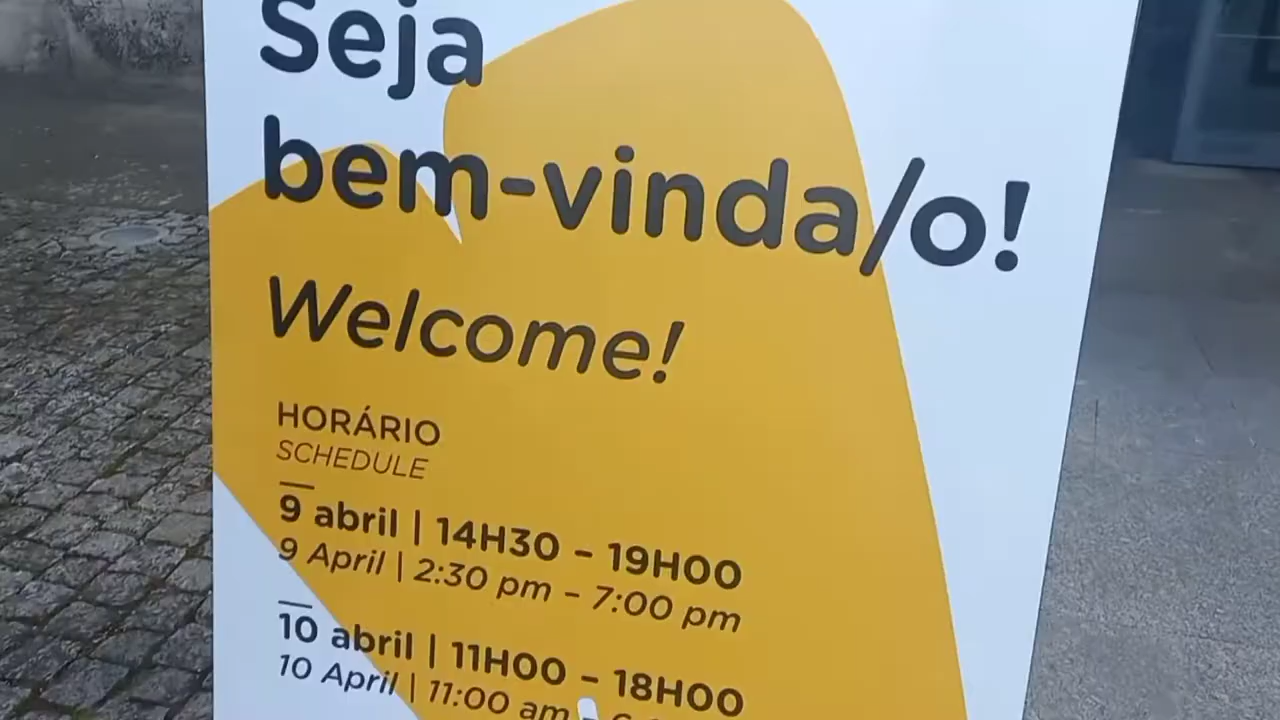 Seja
bem-vinda/o!
Welcome!
HORÁRIO
SCHEDULE
9 abril | 14H30 – 19H00
9 April | 2:30 pm – 7:00 pm
10 abril | 11H00 – 18H00
10 April | 11:00 am –